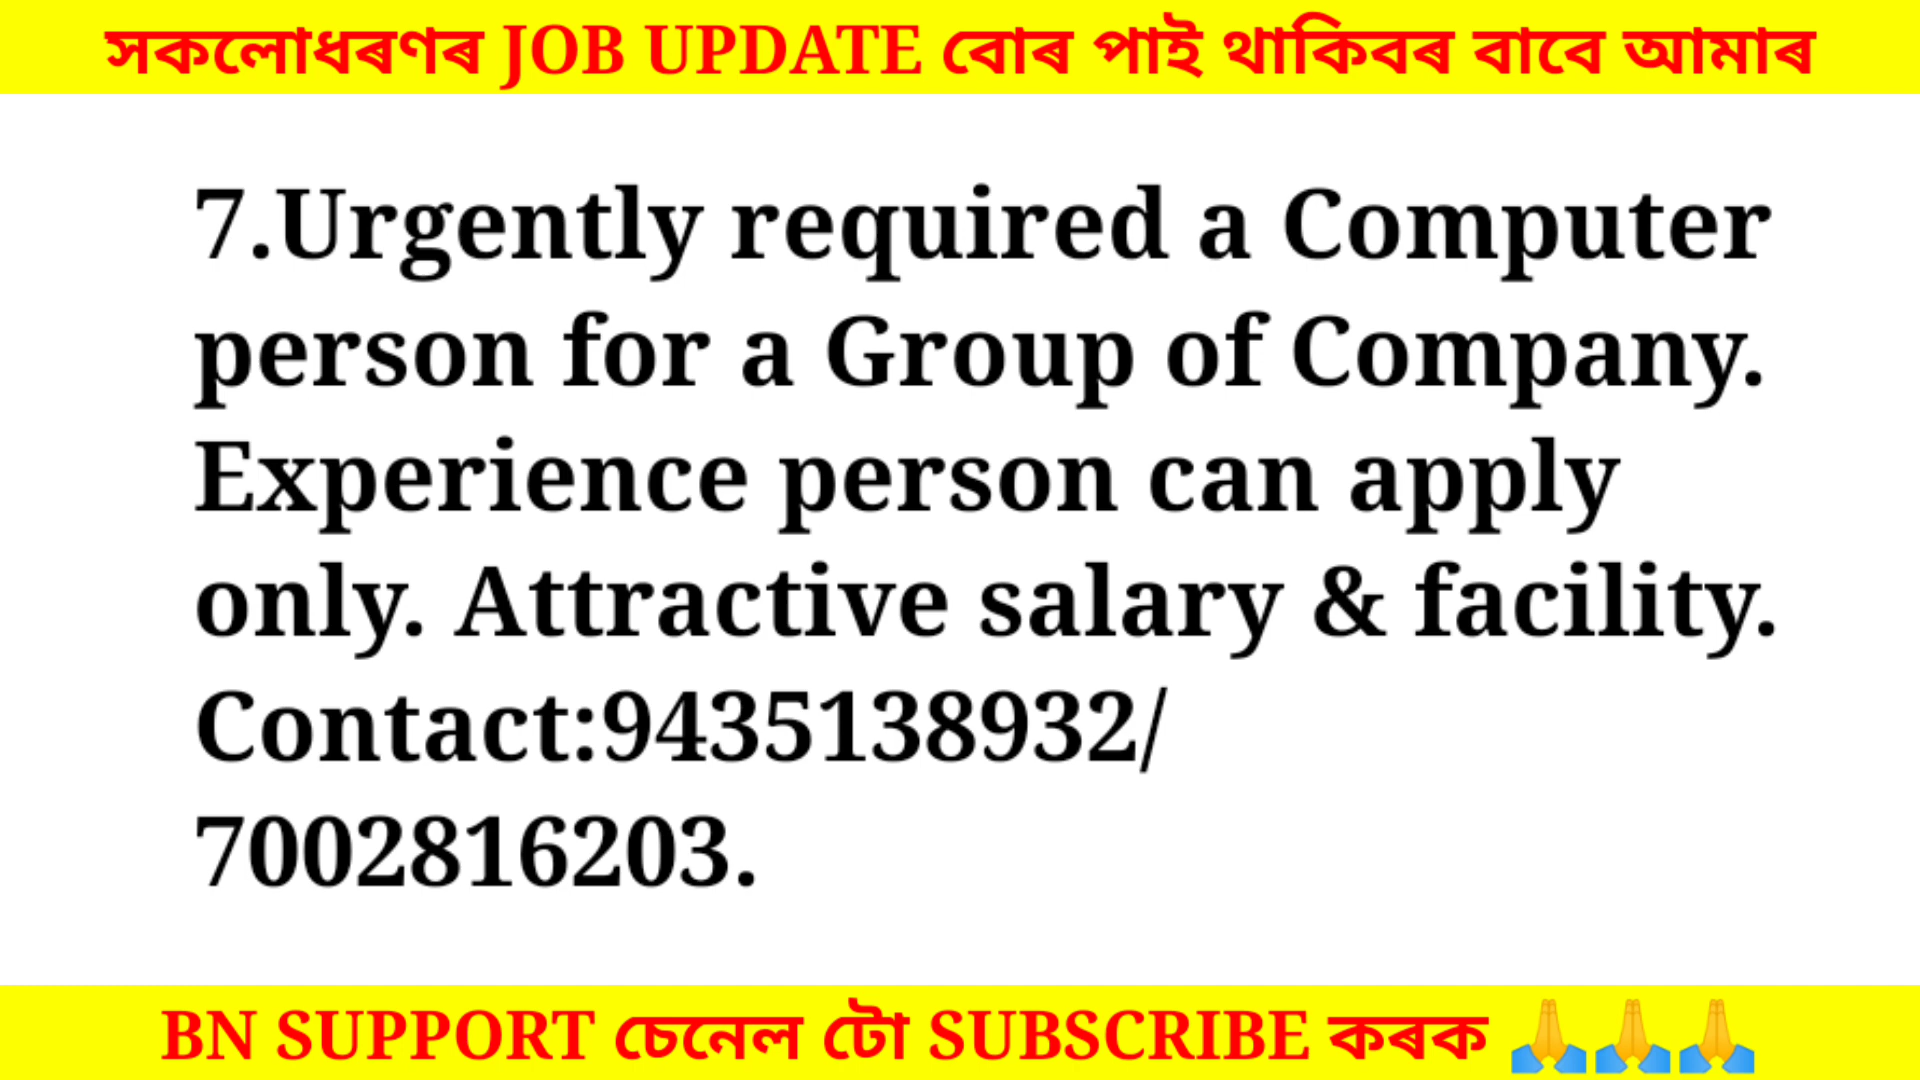 সকলোধৰণৰ JOB UPDATE বোৰ পাই থাকিবৰ বাবে আমাৰ
7.Urgently required a Computer
person for a Group of Company.
Experience person can apply
only. Attractive salary & facility.
Contact:9435138932/
7002816203.
BN SUPPORT চেনেল টো SUBSCRIBE কৰক 🙏🙏🙏